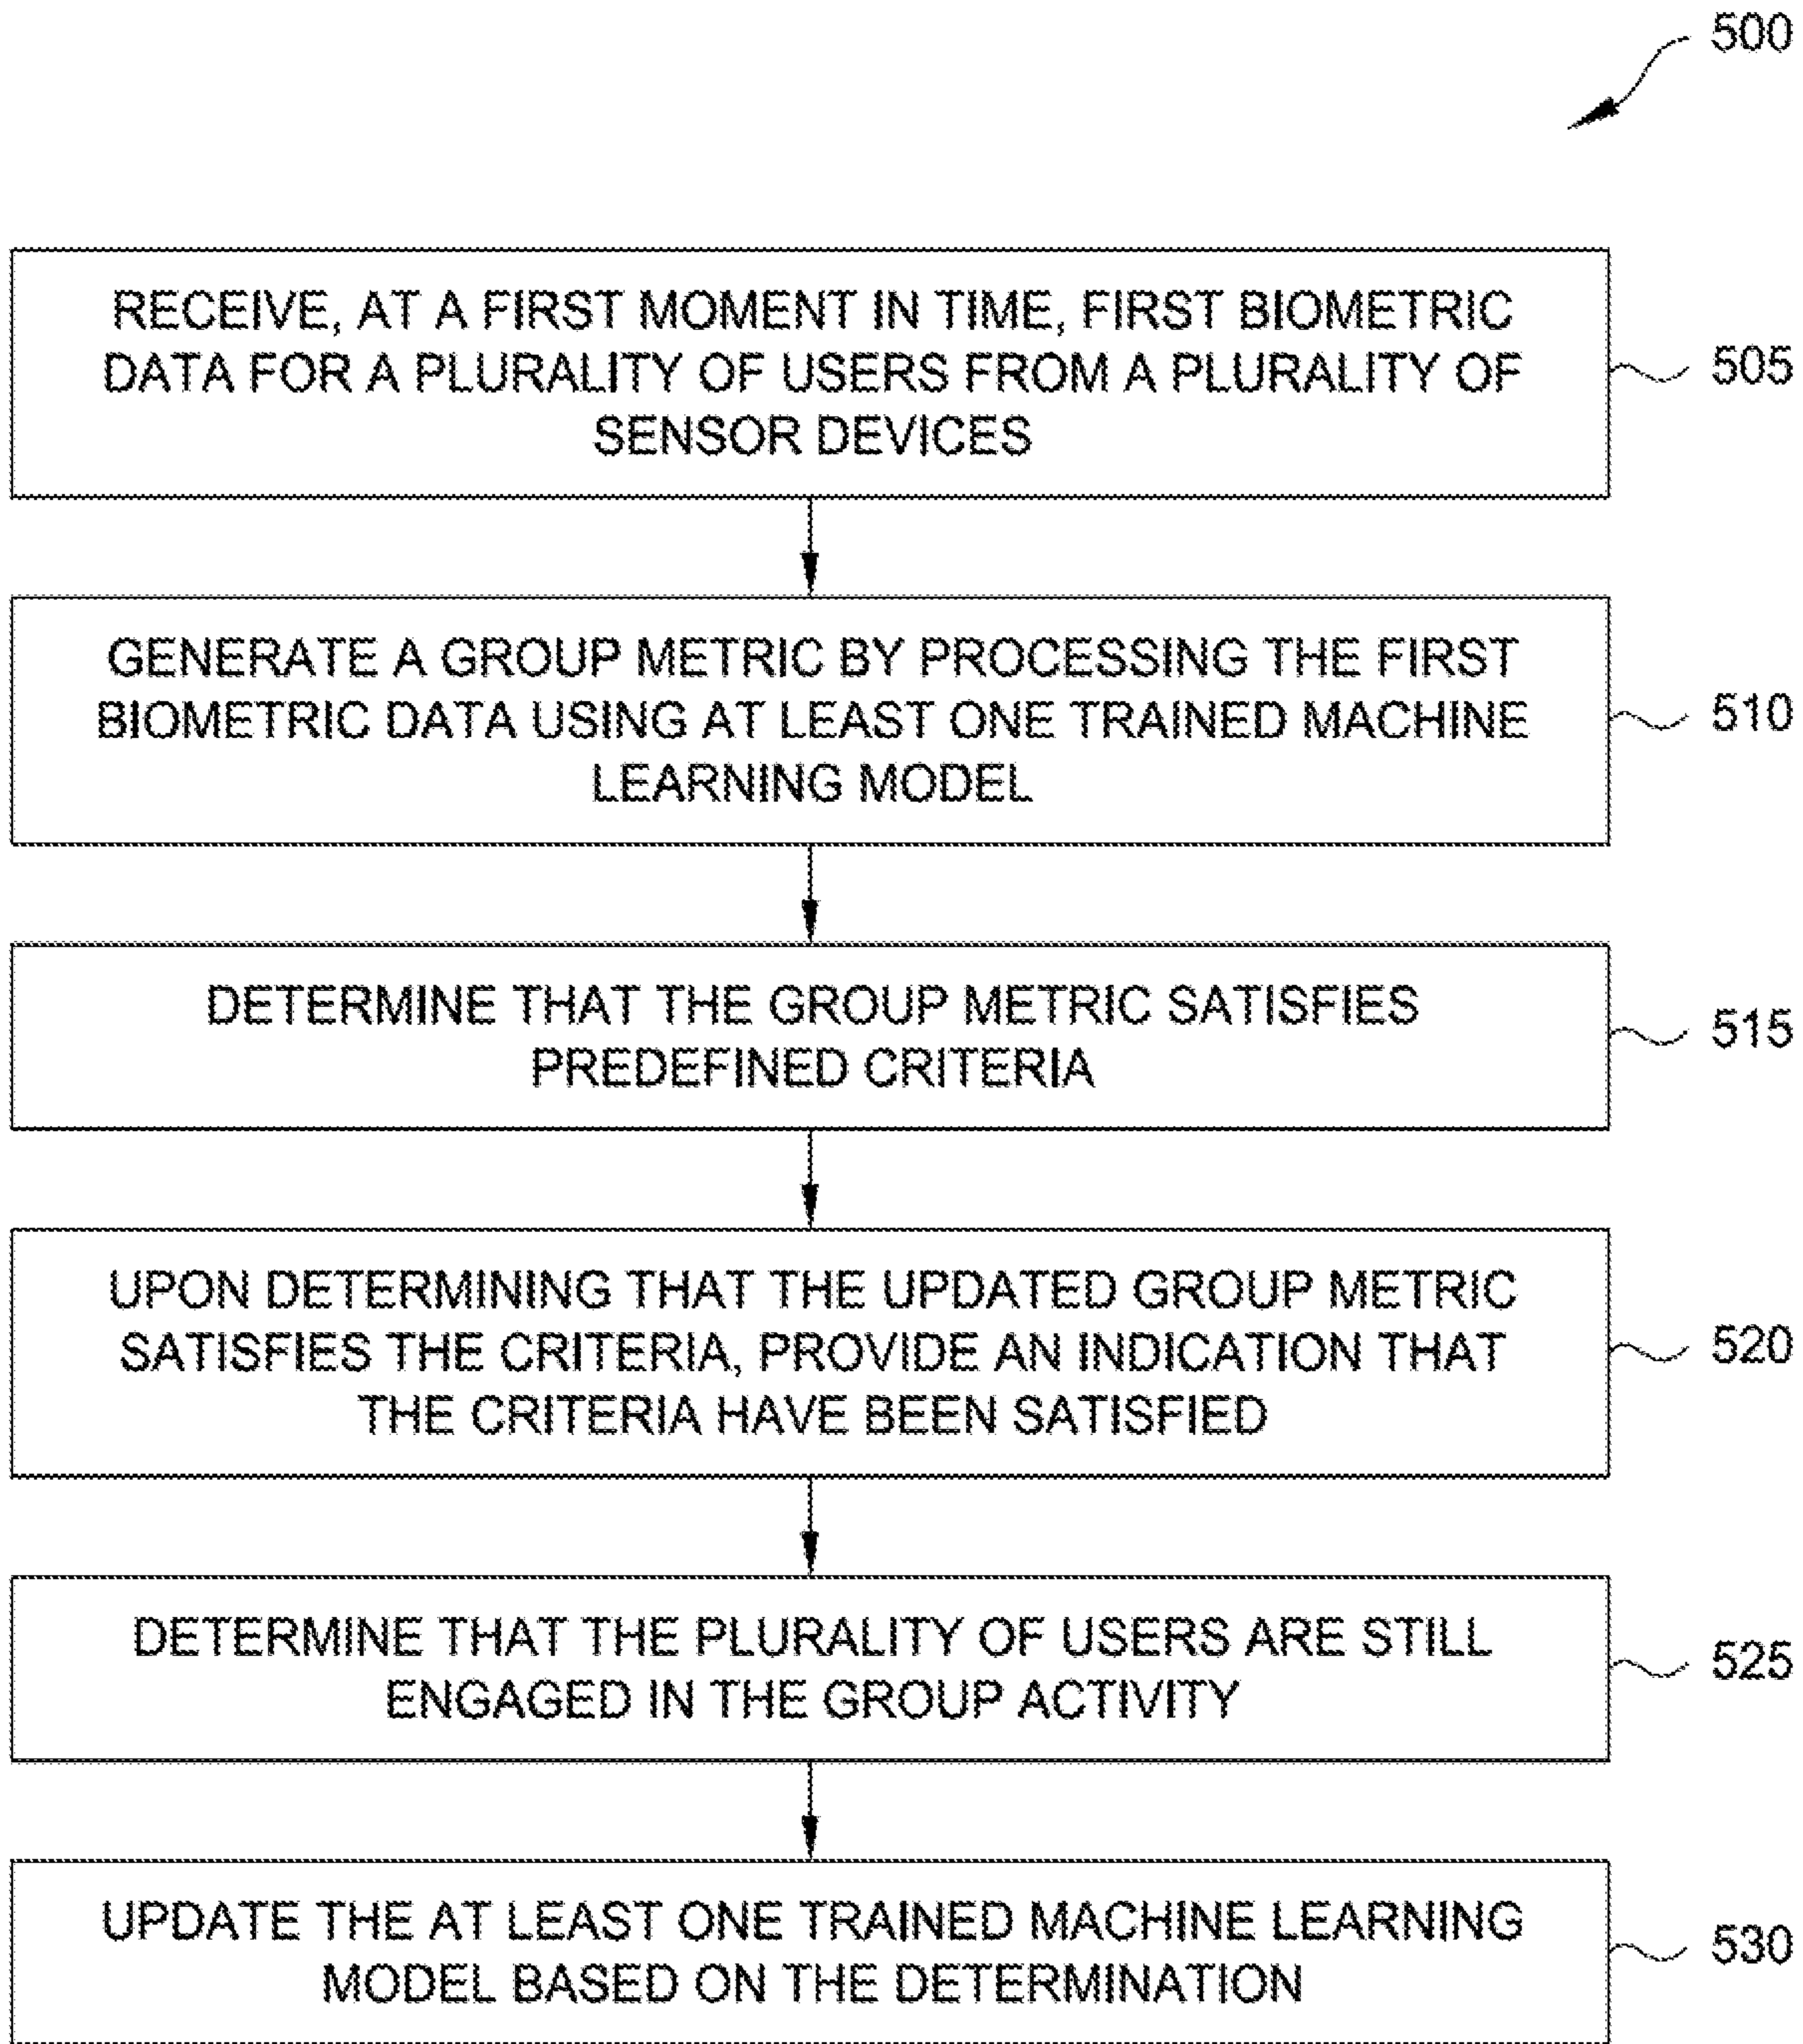 500
RECEIVE, AT A FIRST MOMENT IN TIME, FIRST BIOMETRIC
DATA FOR A PLURALITY OF USERS FROM A PLURALITY OF
SENSOR DEVICES
505
GENERATE A GROUP METRIC BY PROCESSING THE FIRST
BIOMETRIC DATA USING AT LEAST ONE TRAINED MACHINE
LEARNING MODEL
510
DETERMINE THAT THE GROUP METRIC SATISFIES
PREDEFINED CRITERIA
515
UPON DETERMINING THAT THE UPDATED GROUP METRIC
SATISFIES THE CRITERIA, PROVIDE AN INDICATION THAT
THE CRITERIA HAVE BEEN SATISFIED
520
DETERMINE THAT THE PLURALITY OF USERS ARE STILL
ENGAGED IN THE GROUP ACTIVITY
525
UPDATE THE AT LEAST ONE TRAINED MACHINE LEARNING
MODEL BASED ON THE DETERMINATION
530